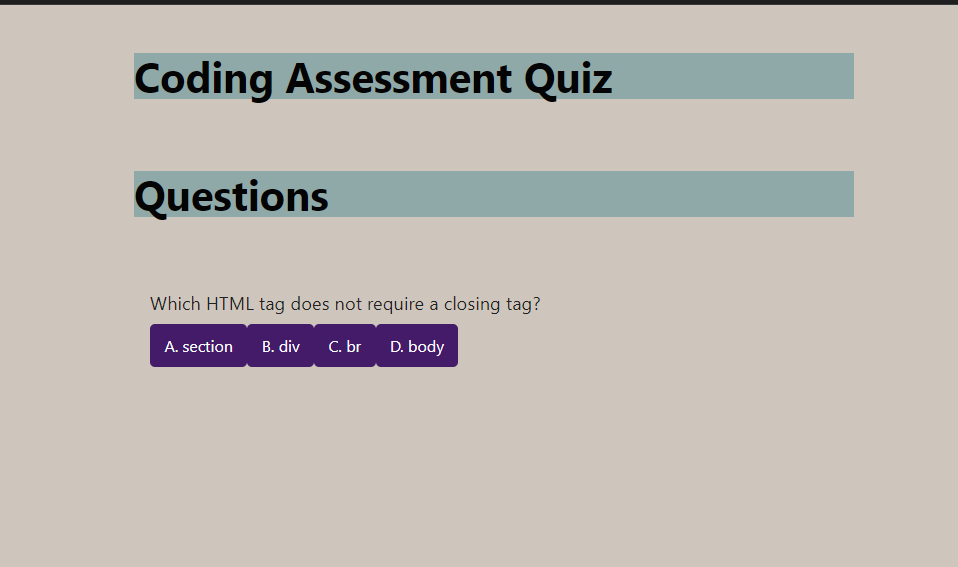 Coding Assessment Quiz
Questions
Which HTML tag does not require a closing tag?
A. section B. div C. br D. body